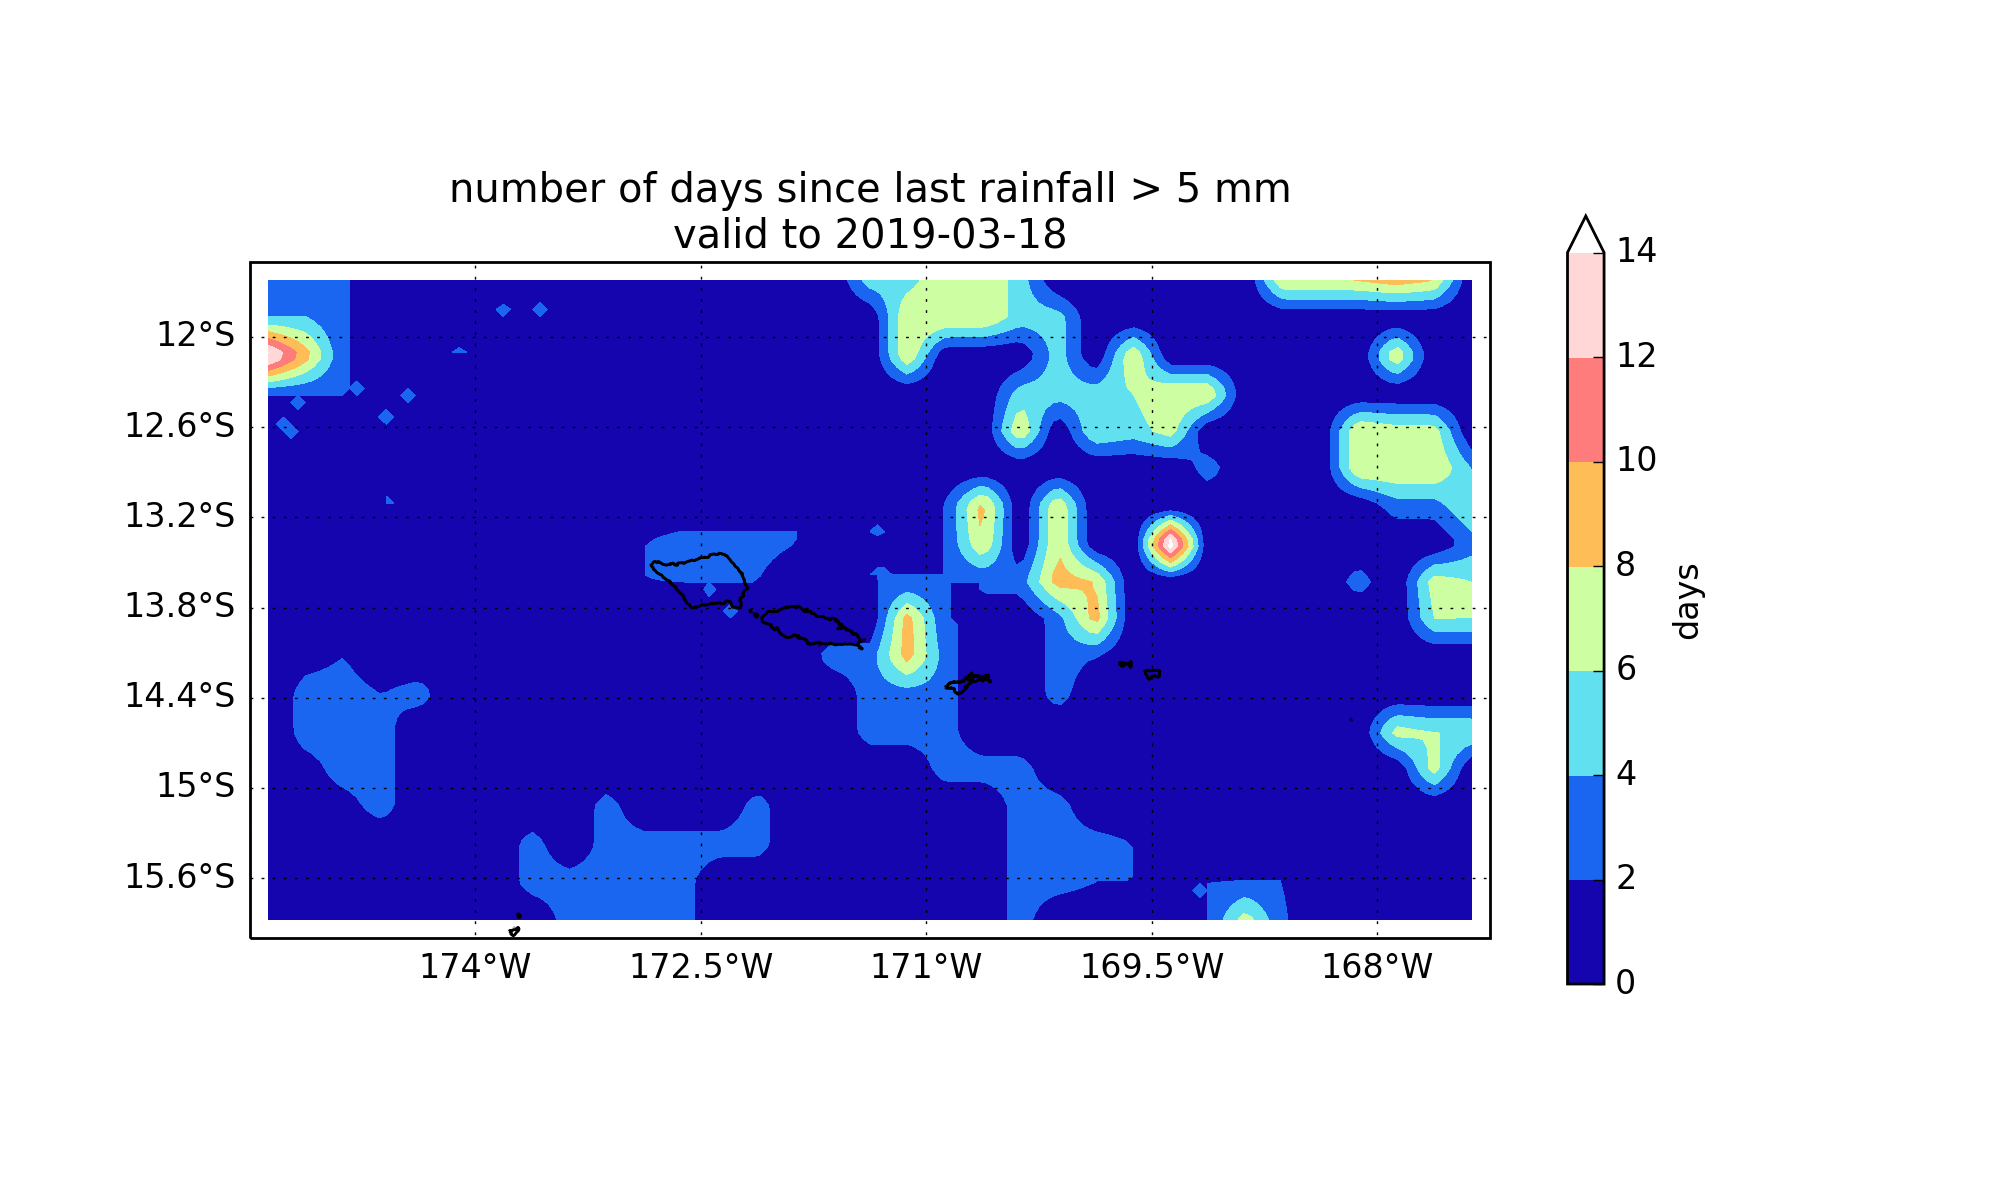 number of days since last rainfall > 5 mm
valid to 2019-03-18
12°S
12.6°S
13.2°S
13.8°S
14.4°S
15°S
15.6°S
174°W
172.5°W
171°W
169.5°W
168°W
14
12
10
8
6
4
2
0
days